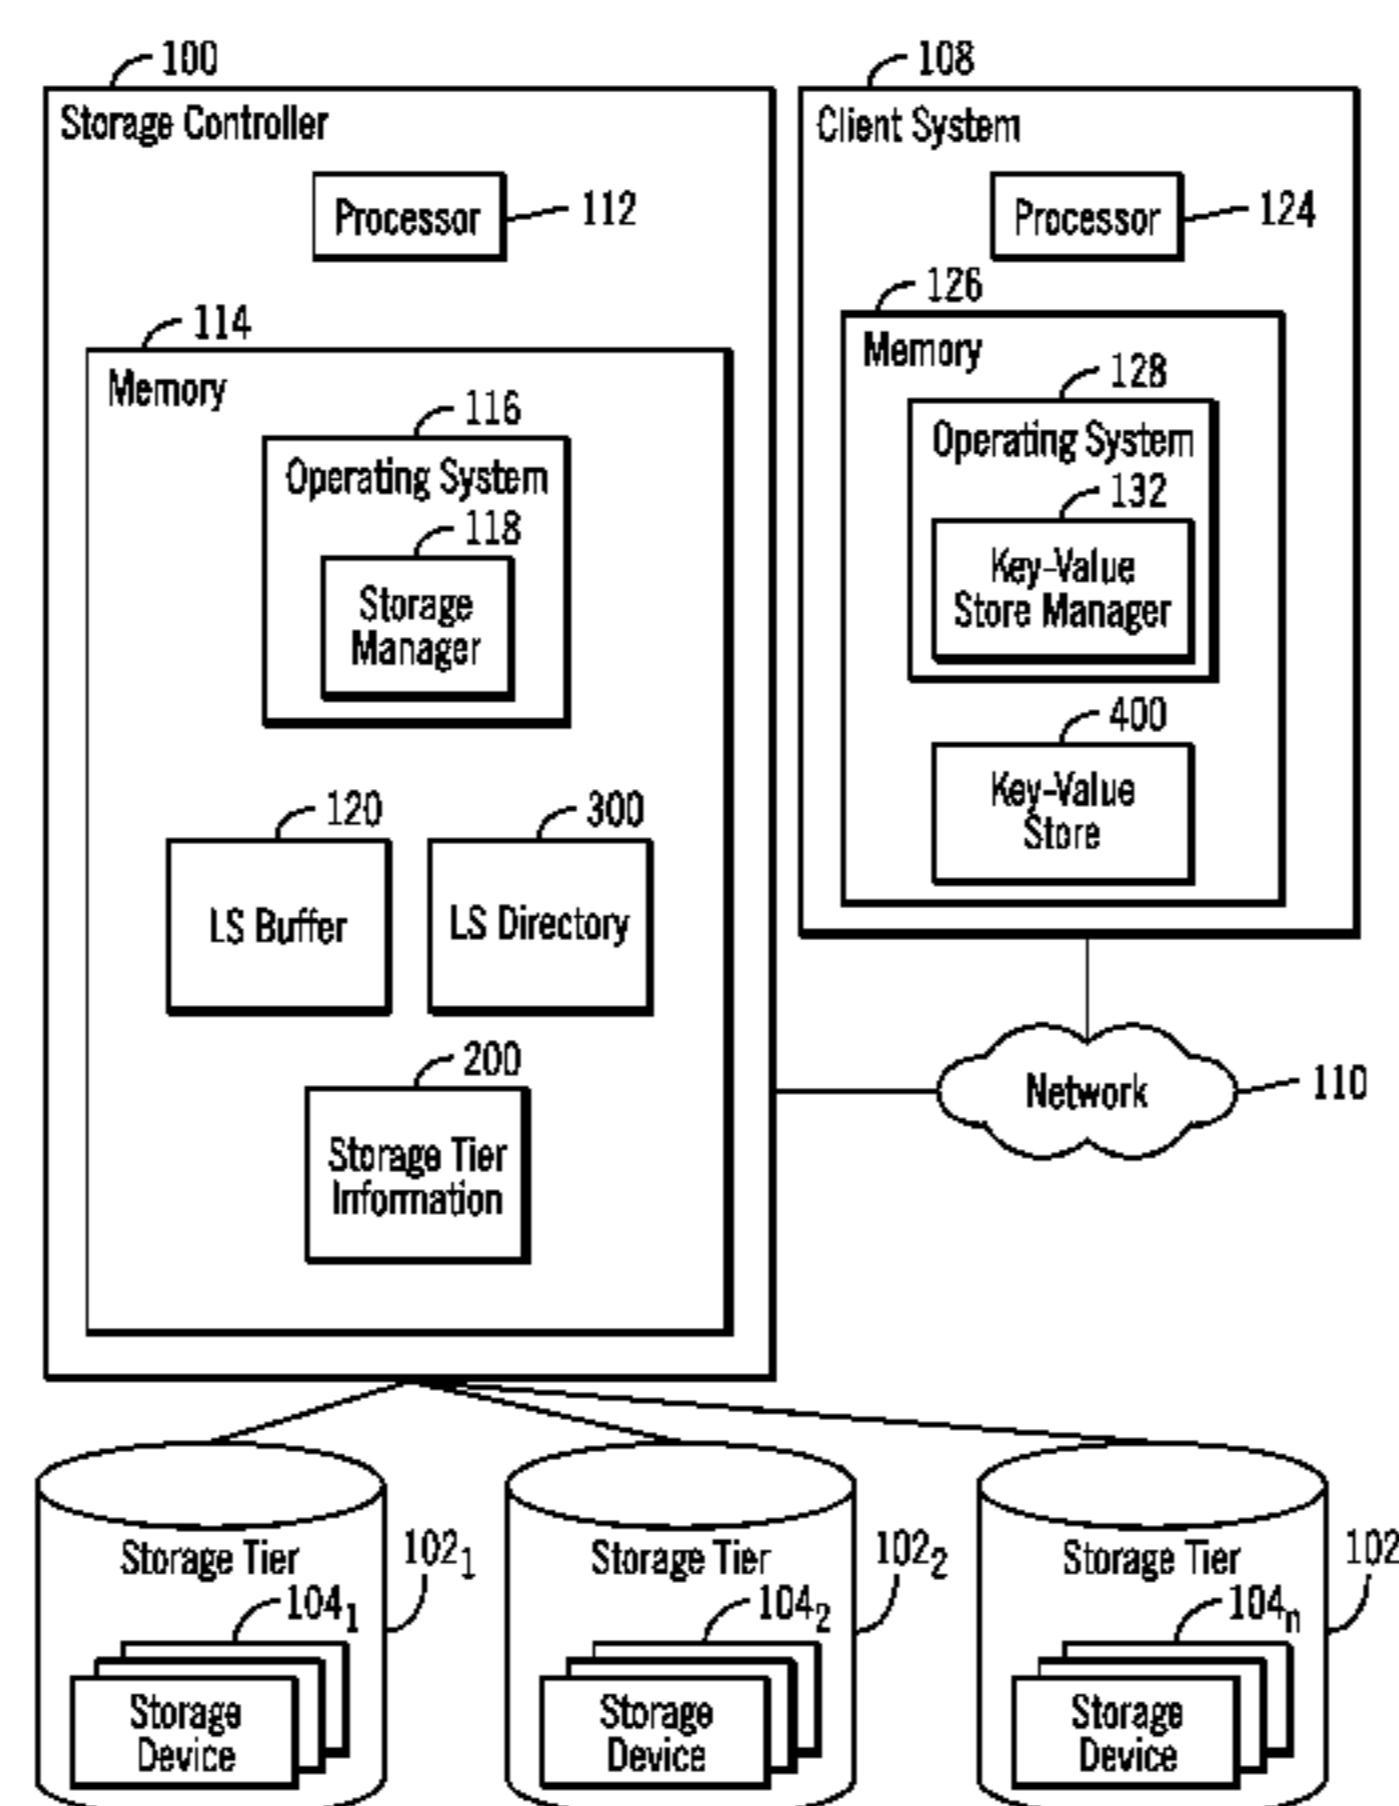 100
Storage Controller
Processor
112
114
Memory
116
Operating System
118
Storage
Manager
120
LS Buffer
300
LS Directory
200
Storage Tier
Information
108
Client System
Processor
124
126
Memory
128
Operating System
132
Key-Value
Store Manager
400
Key-Value
Store
Network
110
Storage Tier
102₁
104₁
Storage
Device
Storage Tier
102₂
104₂
Storage
Device
Storage Tier
102
104ₙ
Storage
Device